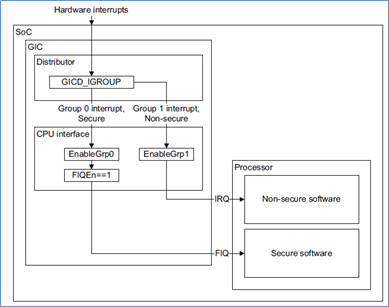 Hardware interrupts
SoC
GIC
Distributor
GICD_IGROUP
Group 0 interrupt,
Secure
Group 1 interrupt,
Non-secure
CPU interface
EnableGrp0
EnableGrp1
FIQEn==1
Processor
IRQ
Non-secure software
FIQ
Secure software